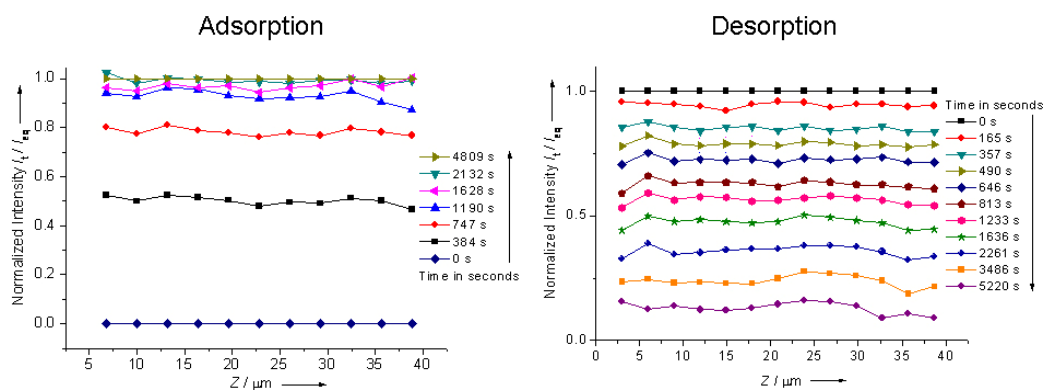 Adsorption
Normalized Intensity I_t / I_eq
1.0
0.8
0.6
0.4
0.2
0.0
5
10
15
20
25
30
35
40
Z / µm
4809 s
2132 s
1628 s
1190 s
747 s
384 s
0 s
Time in seconds
Desorption
Normalized Intensity I_t / I_eq
1.0
0.5
0.0
0
5
10
15
20
25
30
35
40
Z / µm
Time in seconds
0 s
165 s
357 s
490 s
646 s
813 s
1233 s
1636 s
2261 s
3486 s
5220 s